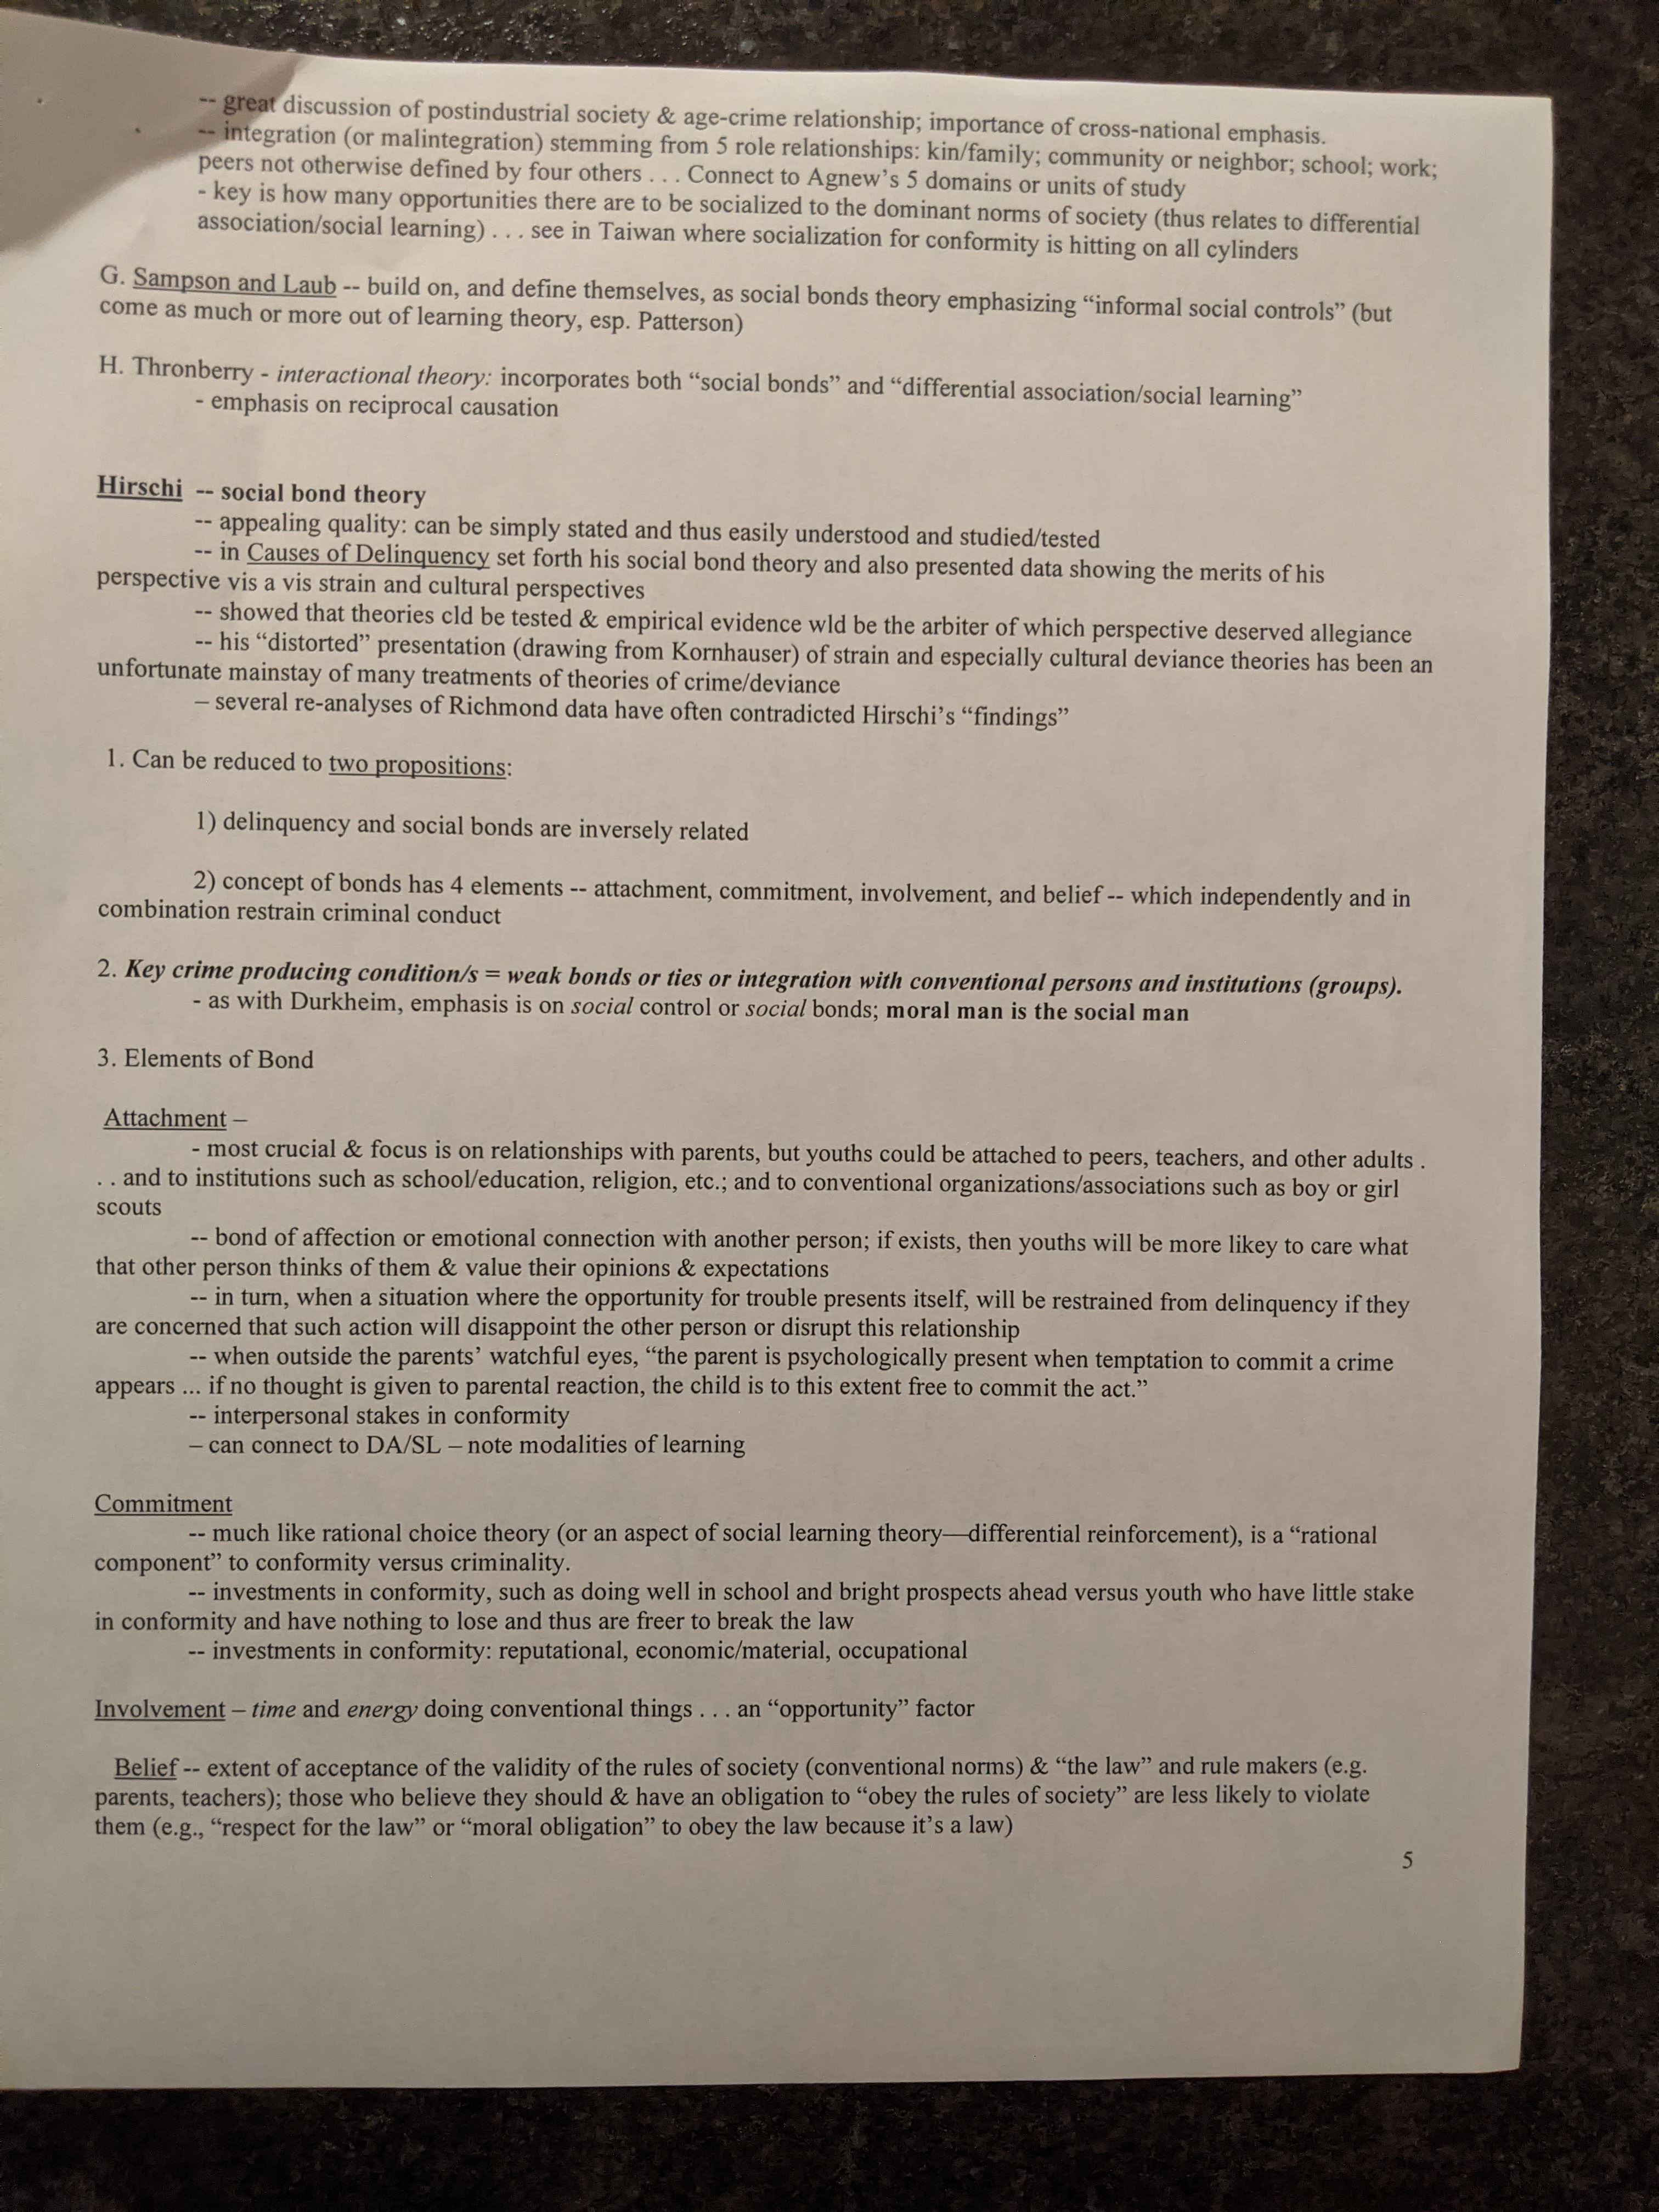 -- great discussion of postindustrial society & age-crime relationship; importance of cross-national emphasis.
-- integration (or malintegration) stemming from 5 role relationships: kin/family; community or neighbor; school; work;
peers not otherwise defined by four others . . . Connect to Agnew's 5 domains or units of study
- key is how many opportunities there are to be socialized to the dominant norms of society (thus relates to differential
association/social learning) . . . see in Taiwan where socialization for conformity is hitting on all cylinders
G. Sampson and Laub -- build on, and define themselves, as social bonds theory emphasizing “informal social controls” (but
come as much or more out of learning theory, esp. Patterson)
H. Thronberry - interactional theory: incorporates both “social bonds” and “differential association/social learning”
- emphasis on reciprocal causation
Hirschi -- social bond theory
-- appealing quality: can be simply stated and thus easily understood and studied/tested
-- in Causes of Delinquency set forth his social bond theory and also presented data showing the merits of his
perspective vis a vis strain and cultural perspectives
-- showed that theories cld be tested & empirical evidence wld be the arbiter of which perspective deserved allegiance
-- his “distorted” presentation (drawing from Kornhauser) of strain and especially cultural deviance theories has been an
unfortunate mainstay of many treatments of theories of crime/deviance
– several re-analyses of Richmond data have often contradicted Hirschi's “findings”
1. Can be reduced to two propositions:
1) delinquency and social bonds are inversely related
2) concept of bonds has 4 elements -- attachment, commitment, involvement, and belief -- which independently and in
combination restrain criminal conduct
2. Key crime producing condition/s = weak bonds or ties or integration with conventional persons and institutions (groups).
- as with Durkheim, emphasis is on social control or social bonds; moral man is the social man
3. Elements of Bond
Attachment –
- most crucial & focus is on relationships with parents, but youths could be attached to peers, teachers, and other adults .
. . and to institutions such as school/education, religion, etc.; and to conventional organizations/associations such as boy or girl
scouts
-- bond of affection or emotional connection with another person; if exists, then youths will be more likey to care what
that other person thinks of them & value their opinions & expectations
-- in turn, when a situation where the opportunity for trouble presents itself, will be restrained from delinquency if they
are concerned that such action will disappoint the other person or disrupt this relationship
-- when outside the parents' watchful eyes, “the parent is psychologically present when temptation to commit a crime
appears ... if no thought is given to parental reaction, the child is to this extent free to commit the act.”
-- interpersonal stakes in conformity
– can connect to DA/SL – note modalities of learning
Commitment
-- much like rational choice theory (or an aspect of social learning theory—differential reinforcement), is a “rational
component” to conformity versus criminality.
-- investments in conformity, such as doing well in school and bright prospects ahead versus youth who have little stake
in conformity and have nothing to lose and thus are freer to break the law
-- investments in conformity: reputational, economic/material, occupational
Involvement – time and energy doing conventional things . . . an “opportunity” factor
Belief -- extent of acceptance of the validity of the rules of society (conventional norms) & “the law” and rule makers (e.g.
parents, teachers); those who believe they should & have an obligation to “obey the rules of society” are less likely to violate
them (e.g., “respect for the law” or “moral obligation” to obey the law because it's a law)
5